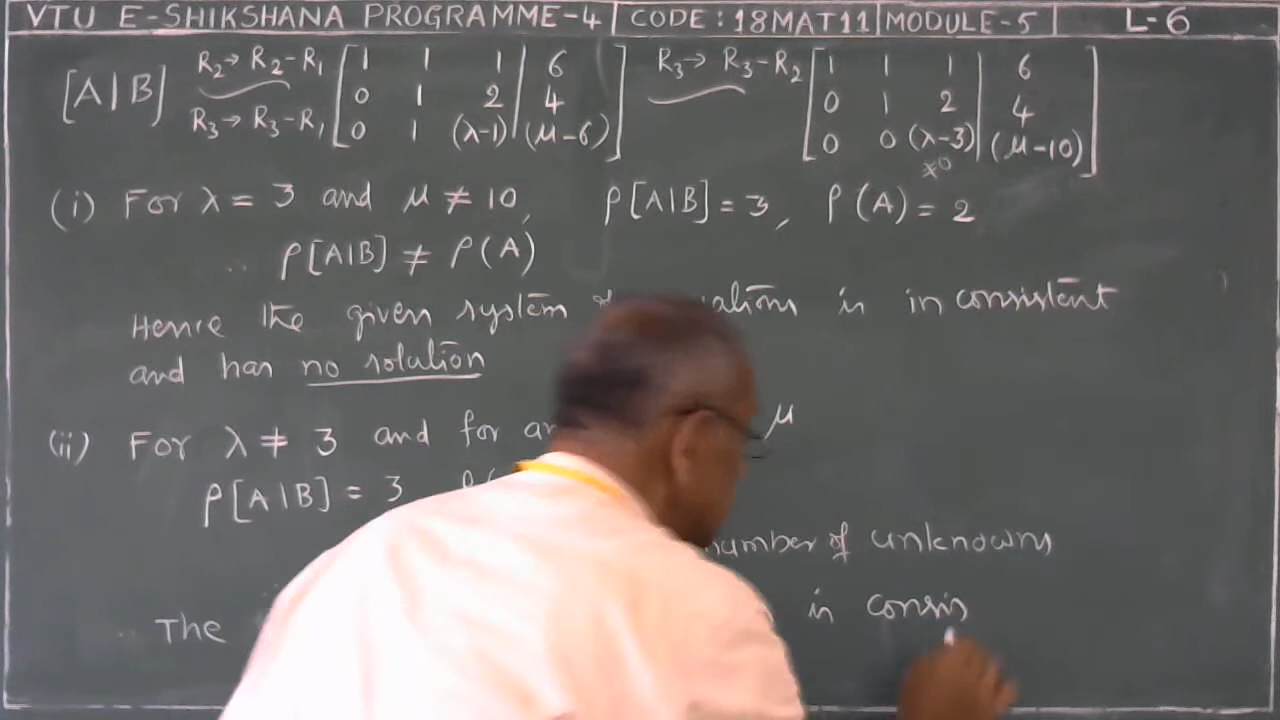 VTU E-SHIKSHANA PROGRAMME-4 CODE : 18MAT11 MODULE-5 L-6
[A|B] R₂→ R₂-R₁ R₃→ R₃-R₁ [1 1 1 | 6 R₃→ R₃-R₂ [1 1 1 | 6
0 1 2 | 4 0 1 2 | 4
0 1 (λ-1) | (μ-6)] 0 0 (λ-3) | (μ-10)]
≠0
(i) For λ = 3 and μ ≠ 10, ρ[A|B] = 3, ρ(A) = 2
ρ[A|B] ≠ ρ(A)
Hence the given system is inconsistent
and has no solution
(ii) For λ ≠ 3 and for μ
ρ[A|B] = 3
number of unknowns
The is consis